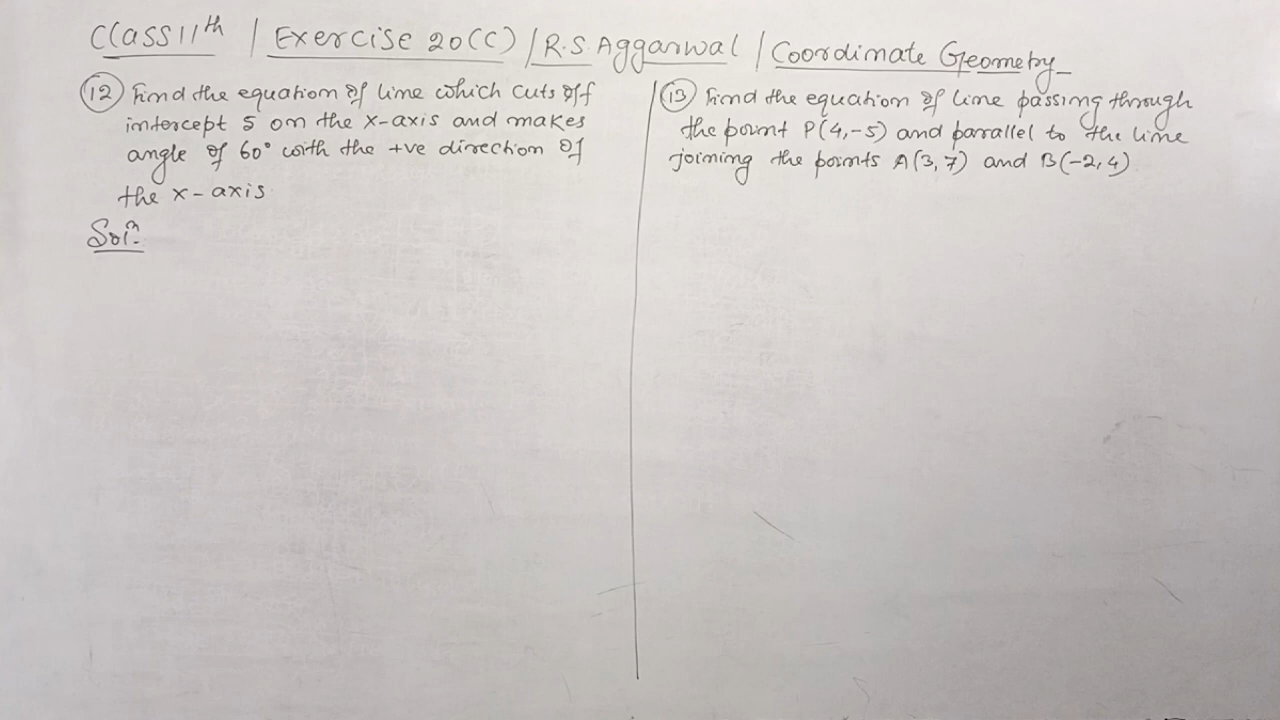 Class 11th / Exercise 20(C) / R.S. Aggarwal / Coordinate Geometry
(12) Find the equation of line which cuts off
intercept 5 on the x-axis and makes
angle of 60° with the +ve direction of
the x-axis
Sol^n:
(13) Find the equation of line passing through
the point P(4,-5) and parallel to the line
joining the points A(3,7) and B(-2,4)